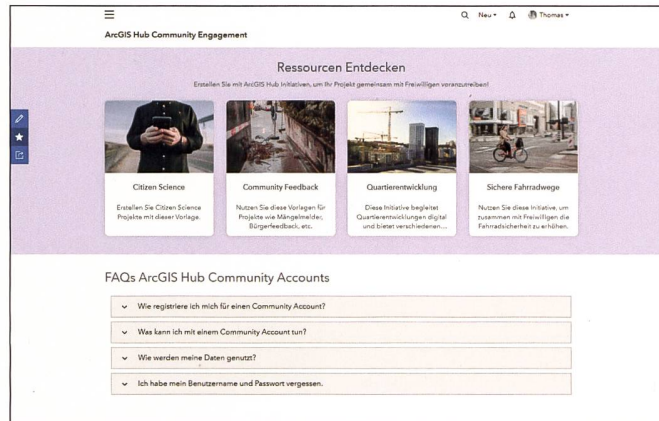 Neu
Thomas
ArcGIS Hub Community Engagement
Ressourcen Entdecken
Erstellen Sie mit ArcGIS Hub Initiativen, um Ihr Projekt gemeinsam mit Freiwilligen voranzutreiben!
Citizen Science
Erstellen Sie Citizen Science
Projekte mit dieser Vorlage.
Community Feedback
Nutzen Sie diese Vorlagen für
Projekte wie Mängelmelder,
Bürgerfeedback, etc.
Quartierentwicklung
Diese Initiative begleitet
Quartierentwicklungen digital
und bietet verschiedenen...
Sichere Fahrradwege
Nutzen Sie diese Initiative, um
zusammen mit Freiwilligen die
Fahrradsicherheit zu erhöhen.
FAQs ArcGIS Hub Community Accounts
Wie registriere ich mich für einen Community Account?
Was kann ich mit einem Community Account tun?
Wie werden meine Daten genutzt?
Ich habe mein Benutzername und Passwort vergessen.